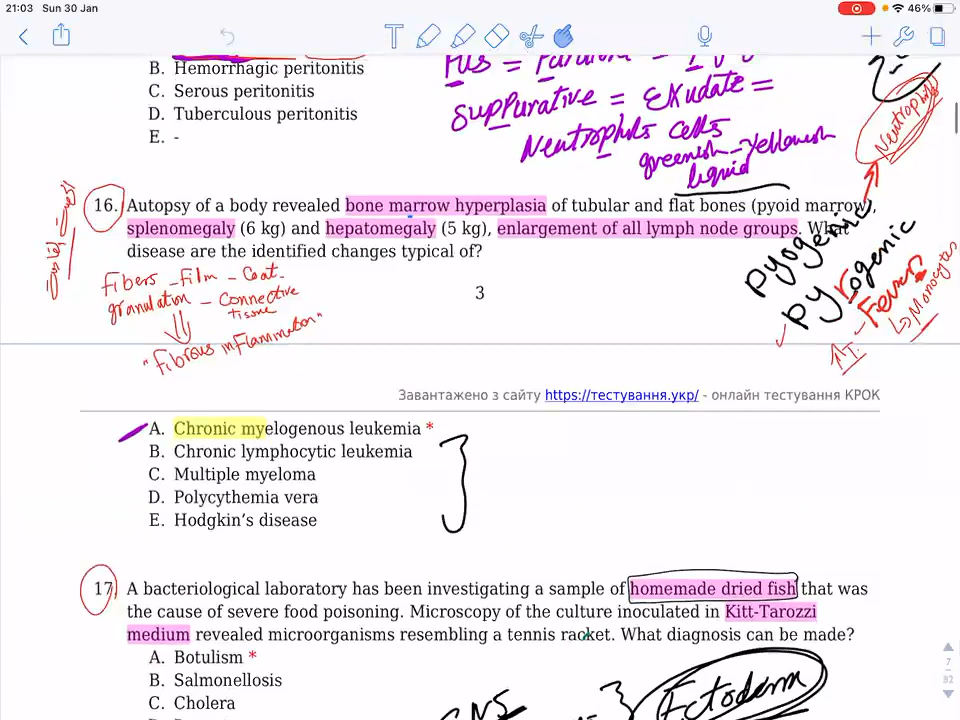 21:03 Sun 30 Jan
46%
B. Hemorrhagic peritonitis
C. Serous peritonitis
D. Tuberculous peritonitis
E. -
Pus =
suppurative = Exudate =
Neutrophils cells
greenish - yellowish
liquid
Neutrophils
16. Autopsy of a body revealed bone marrow hyperplasia of tubular and flat bones (pyoid marrow),
splenomegaly (6 kg) and hepatomegaly (5 kg), enlargement of all lymph node groups. What
disease are the identified changes typical of?
Fibers - Film - Coat
granulation - Connective
tissue
"Fibrous inflammation"
pyogenic
pyrogenic
Fever
Monocytes
3
Завантажено з сайту https://тестування.укр/ - онлайн тестування КРОК
A. Chronic myelogenous leukemia *
B. Chronic lymphocytic leukemia
C. Multiple myeloma
D. Polycythemia vera
E. Hodgkin's disease
17. A bacteriological laboratory has been investigating a sample of homemade dried fish that was
the cause of severe food poisoning. Microscopy of the culture inoculated in Kitt-Tarozzi
medium revealed microorganisms resembling a tennis racket. What diagnosis can be made?
A. Botulism *
B. Salmonellosis
C. Cholera
Ectoderm
CNS
7
82